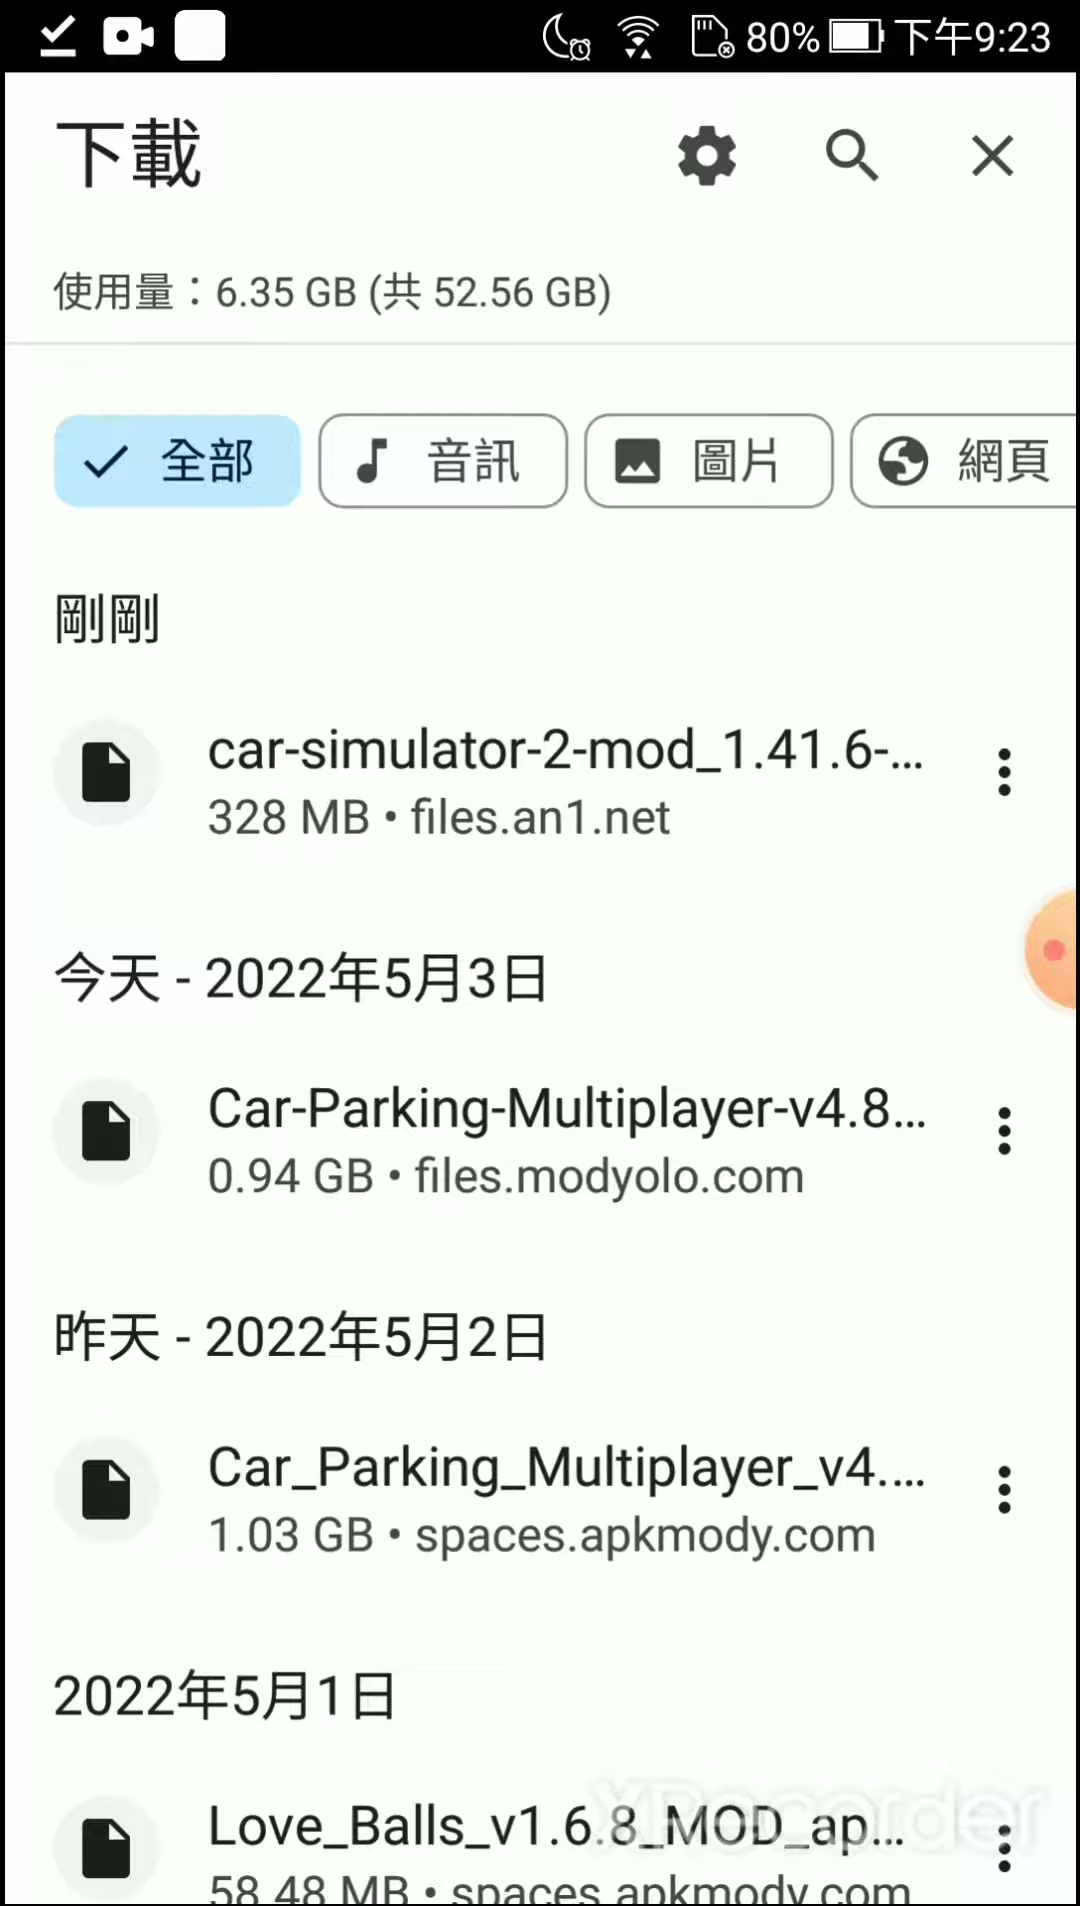 80% 下午9:23
下載
使用量：6.35 GB (共 52.56 GB)
全部 音訊 圖片 網頁
剛剛
car-simulator-2-mod_1.41.6-...
328 MB • files.an1.net
今天 - 2022年5月3日
Car-Parking-Multiplayer-v4.8...
0.94 GB • files.modyolo.com
昨天 - 2022年5月2日
Car_Parking_Multiplayer_v4....
1.03 GB • spaces.apkmody.com
2022年5月1日
Love_Balls_v1.6.8_MOD_ap...
XRecorder
58.48 MB • spaces.apkmody.com